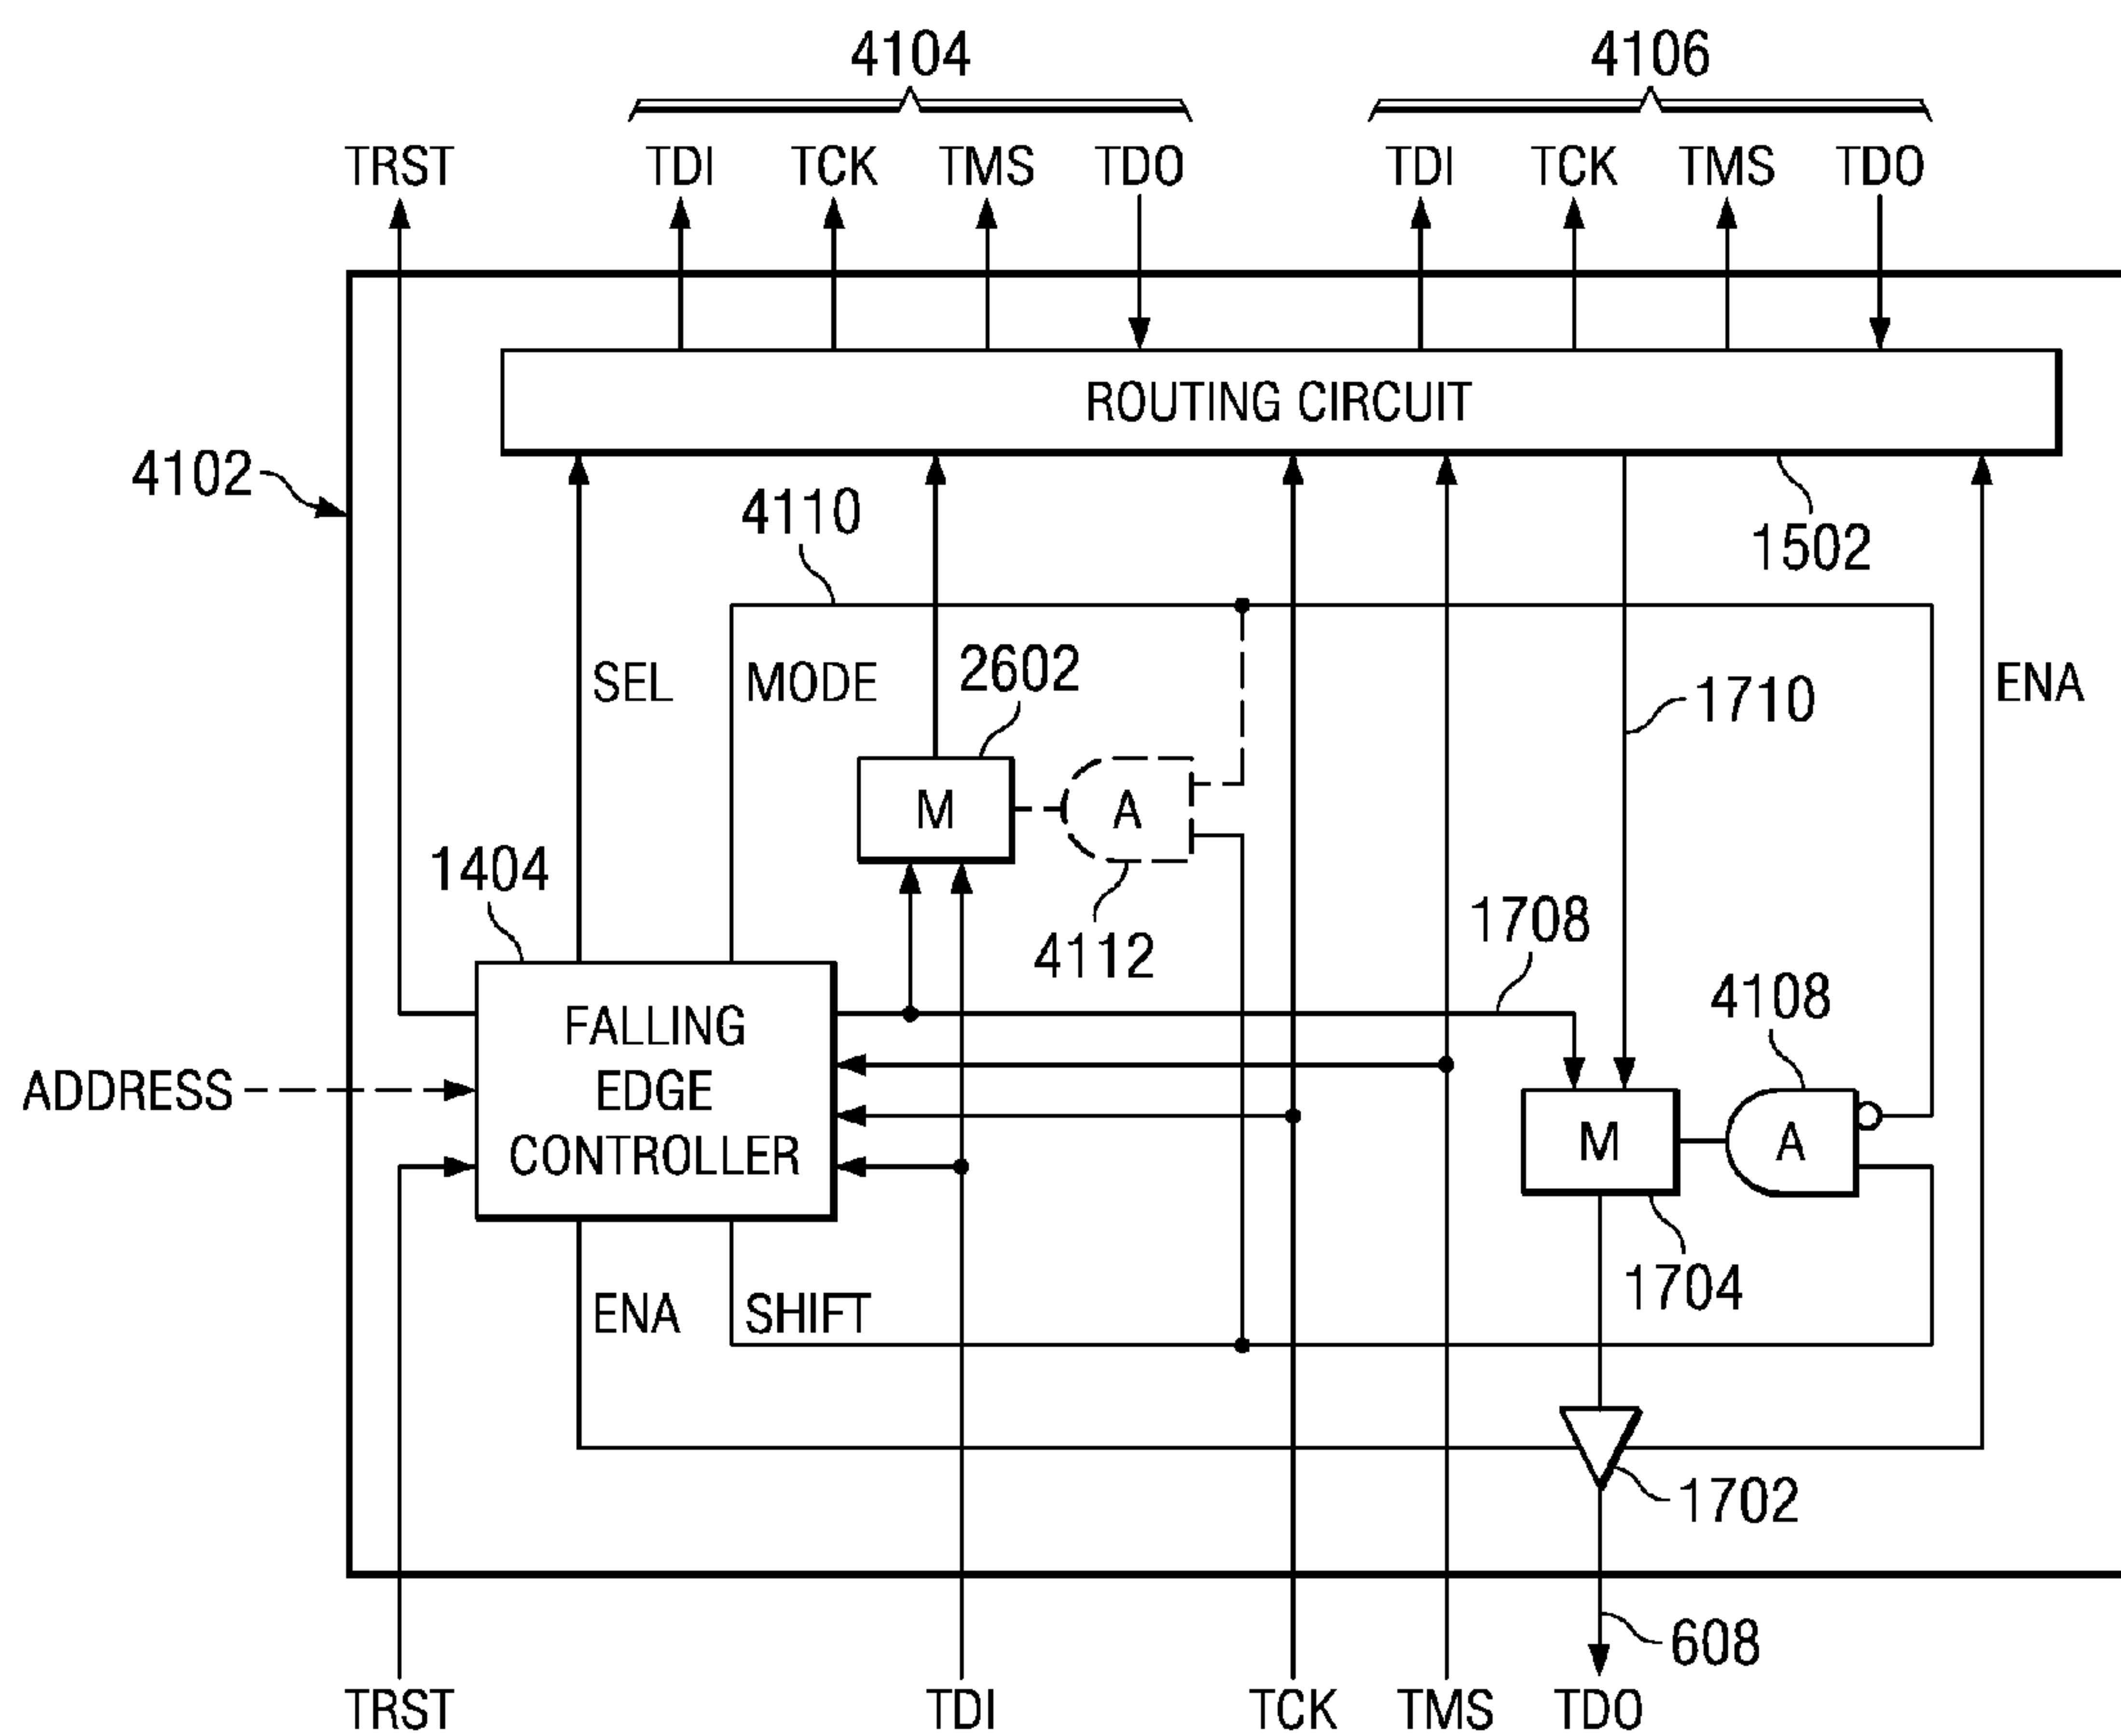 4104
4106
TRST
TDI
TCK
TMS
TDO
TDI
TCK
TMS
TDO
ROUTING CIRCUIT
4102
4110
1502
SEL
MODE
2602
1710
ENA
M
A
1404
4112
1708
4108
FALLING
EDGE
CONTROLLER
ADDRESS
M
A
1704
ENA
SHIFT
1702
608
TRST
TDI
TCK
TMS
TDO